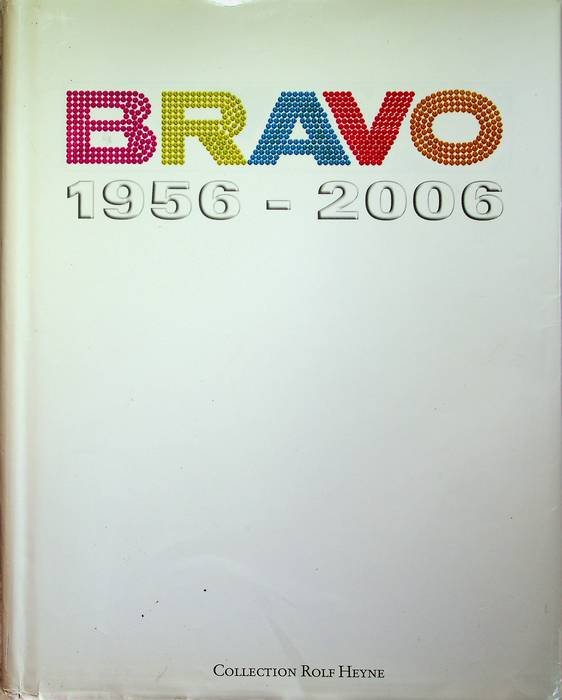 BRAVO
1956 - 2006
Collection Rolf Heyne